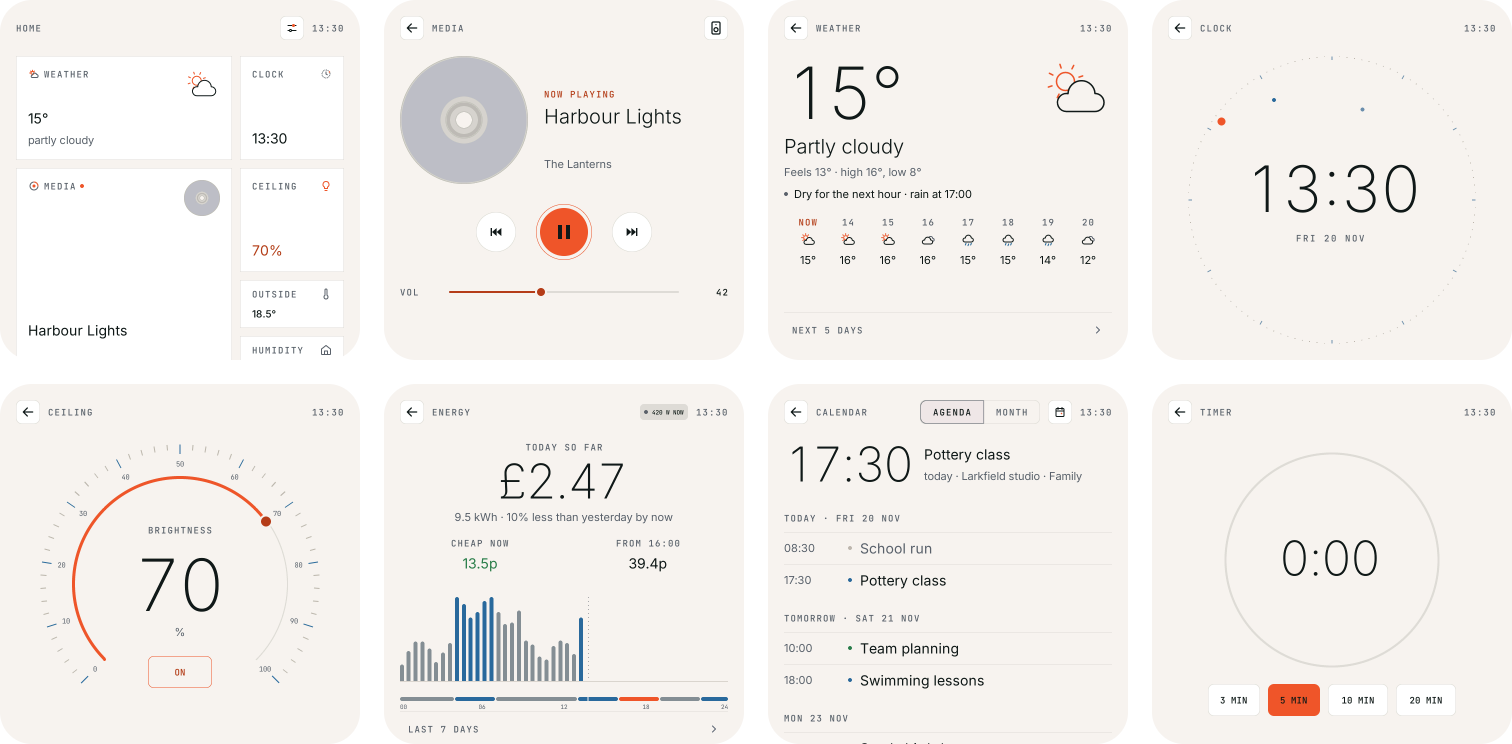 HOME 13:30
WEATHER
15°
partly cloudy
CLOCK
13:30
MEDIA
Harbour Lights
CEILING
70%
OUTSIDE
18.5°
HUMIDITY
MEDIA
NOW PLAYING
Harbour Lights
The Lanterns
VOL 42
WEATHER 13:30
15°
Partly cloudy
Feels 13° · high 16°, low 8°
Dry for the next hour · rain at 17:00
NOW 14 15 16 17 18 19 20
15° 16° 16° 16° 15° 15° 14° 12°
NEXT 5 DAYS
CLOCK 13:30
13:30
FRI 20 NOV
CEILING 13:30
0 10 20 30 40 50 60 70 80 90 100
BRIGHTNESS
70
%
ON
ENERGY 420 W NOW 13:30
TODAY SO FAR
£2.47
9.5 kWh · 10% less than yesterday by now
CHEAP NOW FROM 16:00
13.5p 39.4p
00 06 12 18 24
LAST 7 DAYS
CALENDAR AGENDA MONTH 13:30
17:30 Pottery class
today · Larkfield studio · Family
TODAY · FRI 20 NOV
08:30 School run
17:30 Pottery class
TOMORROW · SAT 21 NOV
10:00 Team planning
18:00 Swimming lessons
MON 23 NOV
TIMER 13:30
0:00
3 MIN 5 MIN 10 MIN 20 MIN